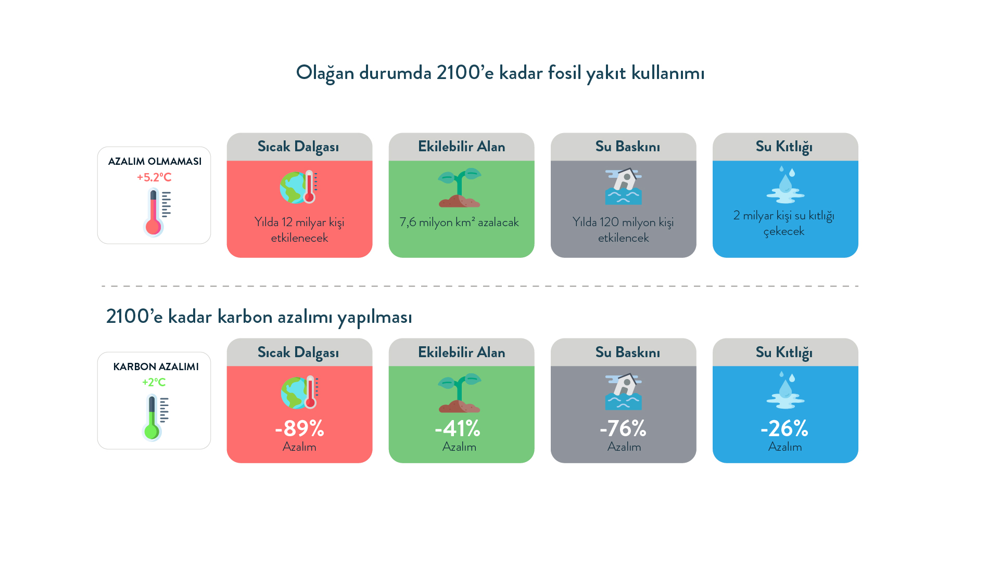 Olağan durumda 2100’e kadar fosil yakıt kullanımı
AZALIM OLMAMASI
+5.2ºC
Sıcak Dalgası
Yılda 12 milyar kişi
etkilenecek
Ekilebilir Alan
7,6 milyon km² azalacak
Su Baskını
Yılda 120 milyon kişi
etkilencek
Su Kıtlığı
2 milyar kişi su kıtlığı
çekecek
2100’e kadar karbon azalımı yapılması
KARBON AZALIMI
+2ºC
Sıcak Dalgası
-89%
Azalım
Ekilebilir Alan
-41%
Azalım
Su Baskını
-76%
Azalım
Su Kıtlığı
-26%
Azalım